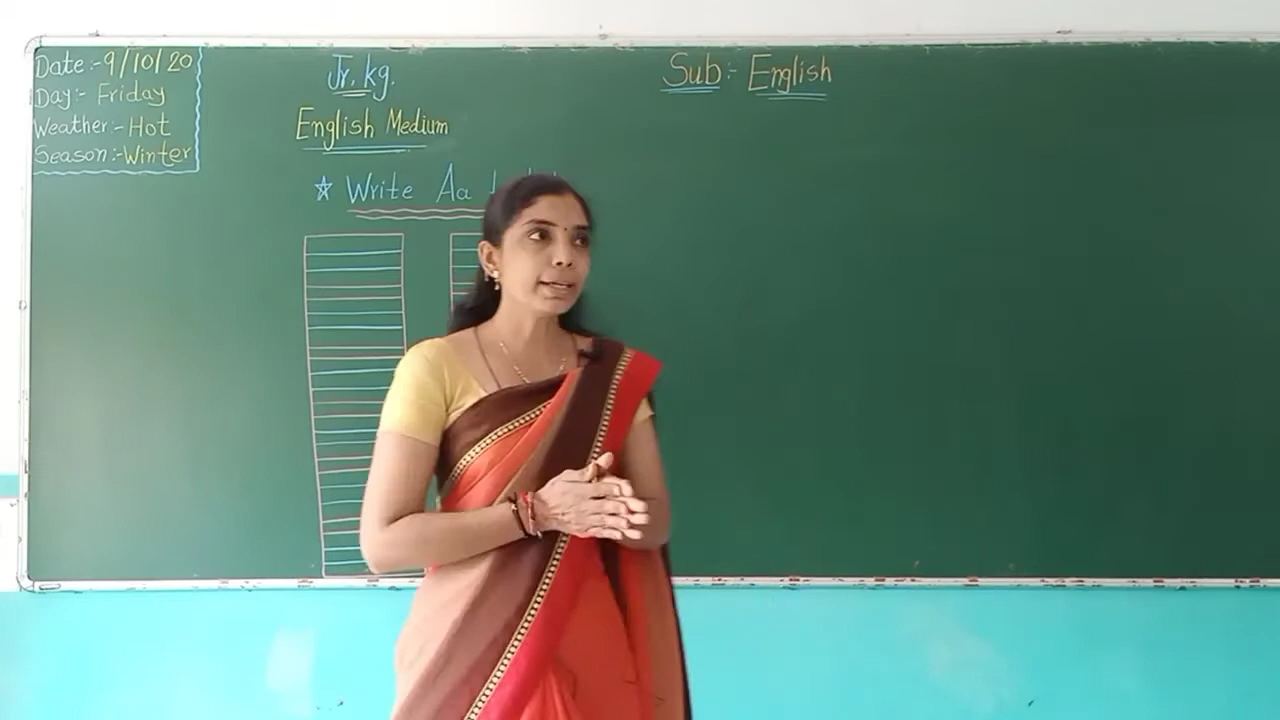 Date:-9/10/20
Day:- Friday
Weather:-Hot
Season:-Winter
Jr. kg.
English Medium
Sub:- English
☆ Write Aa